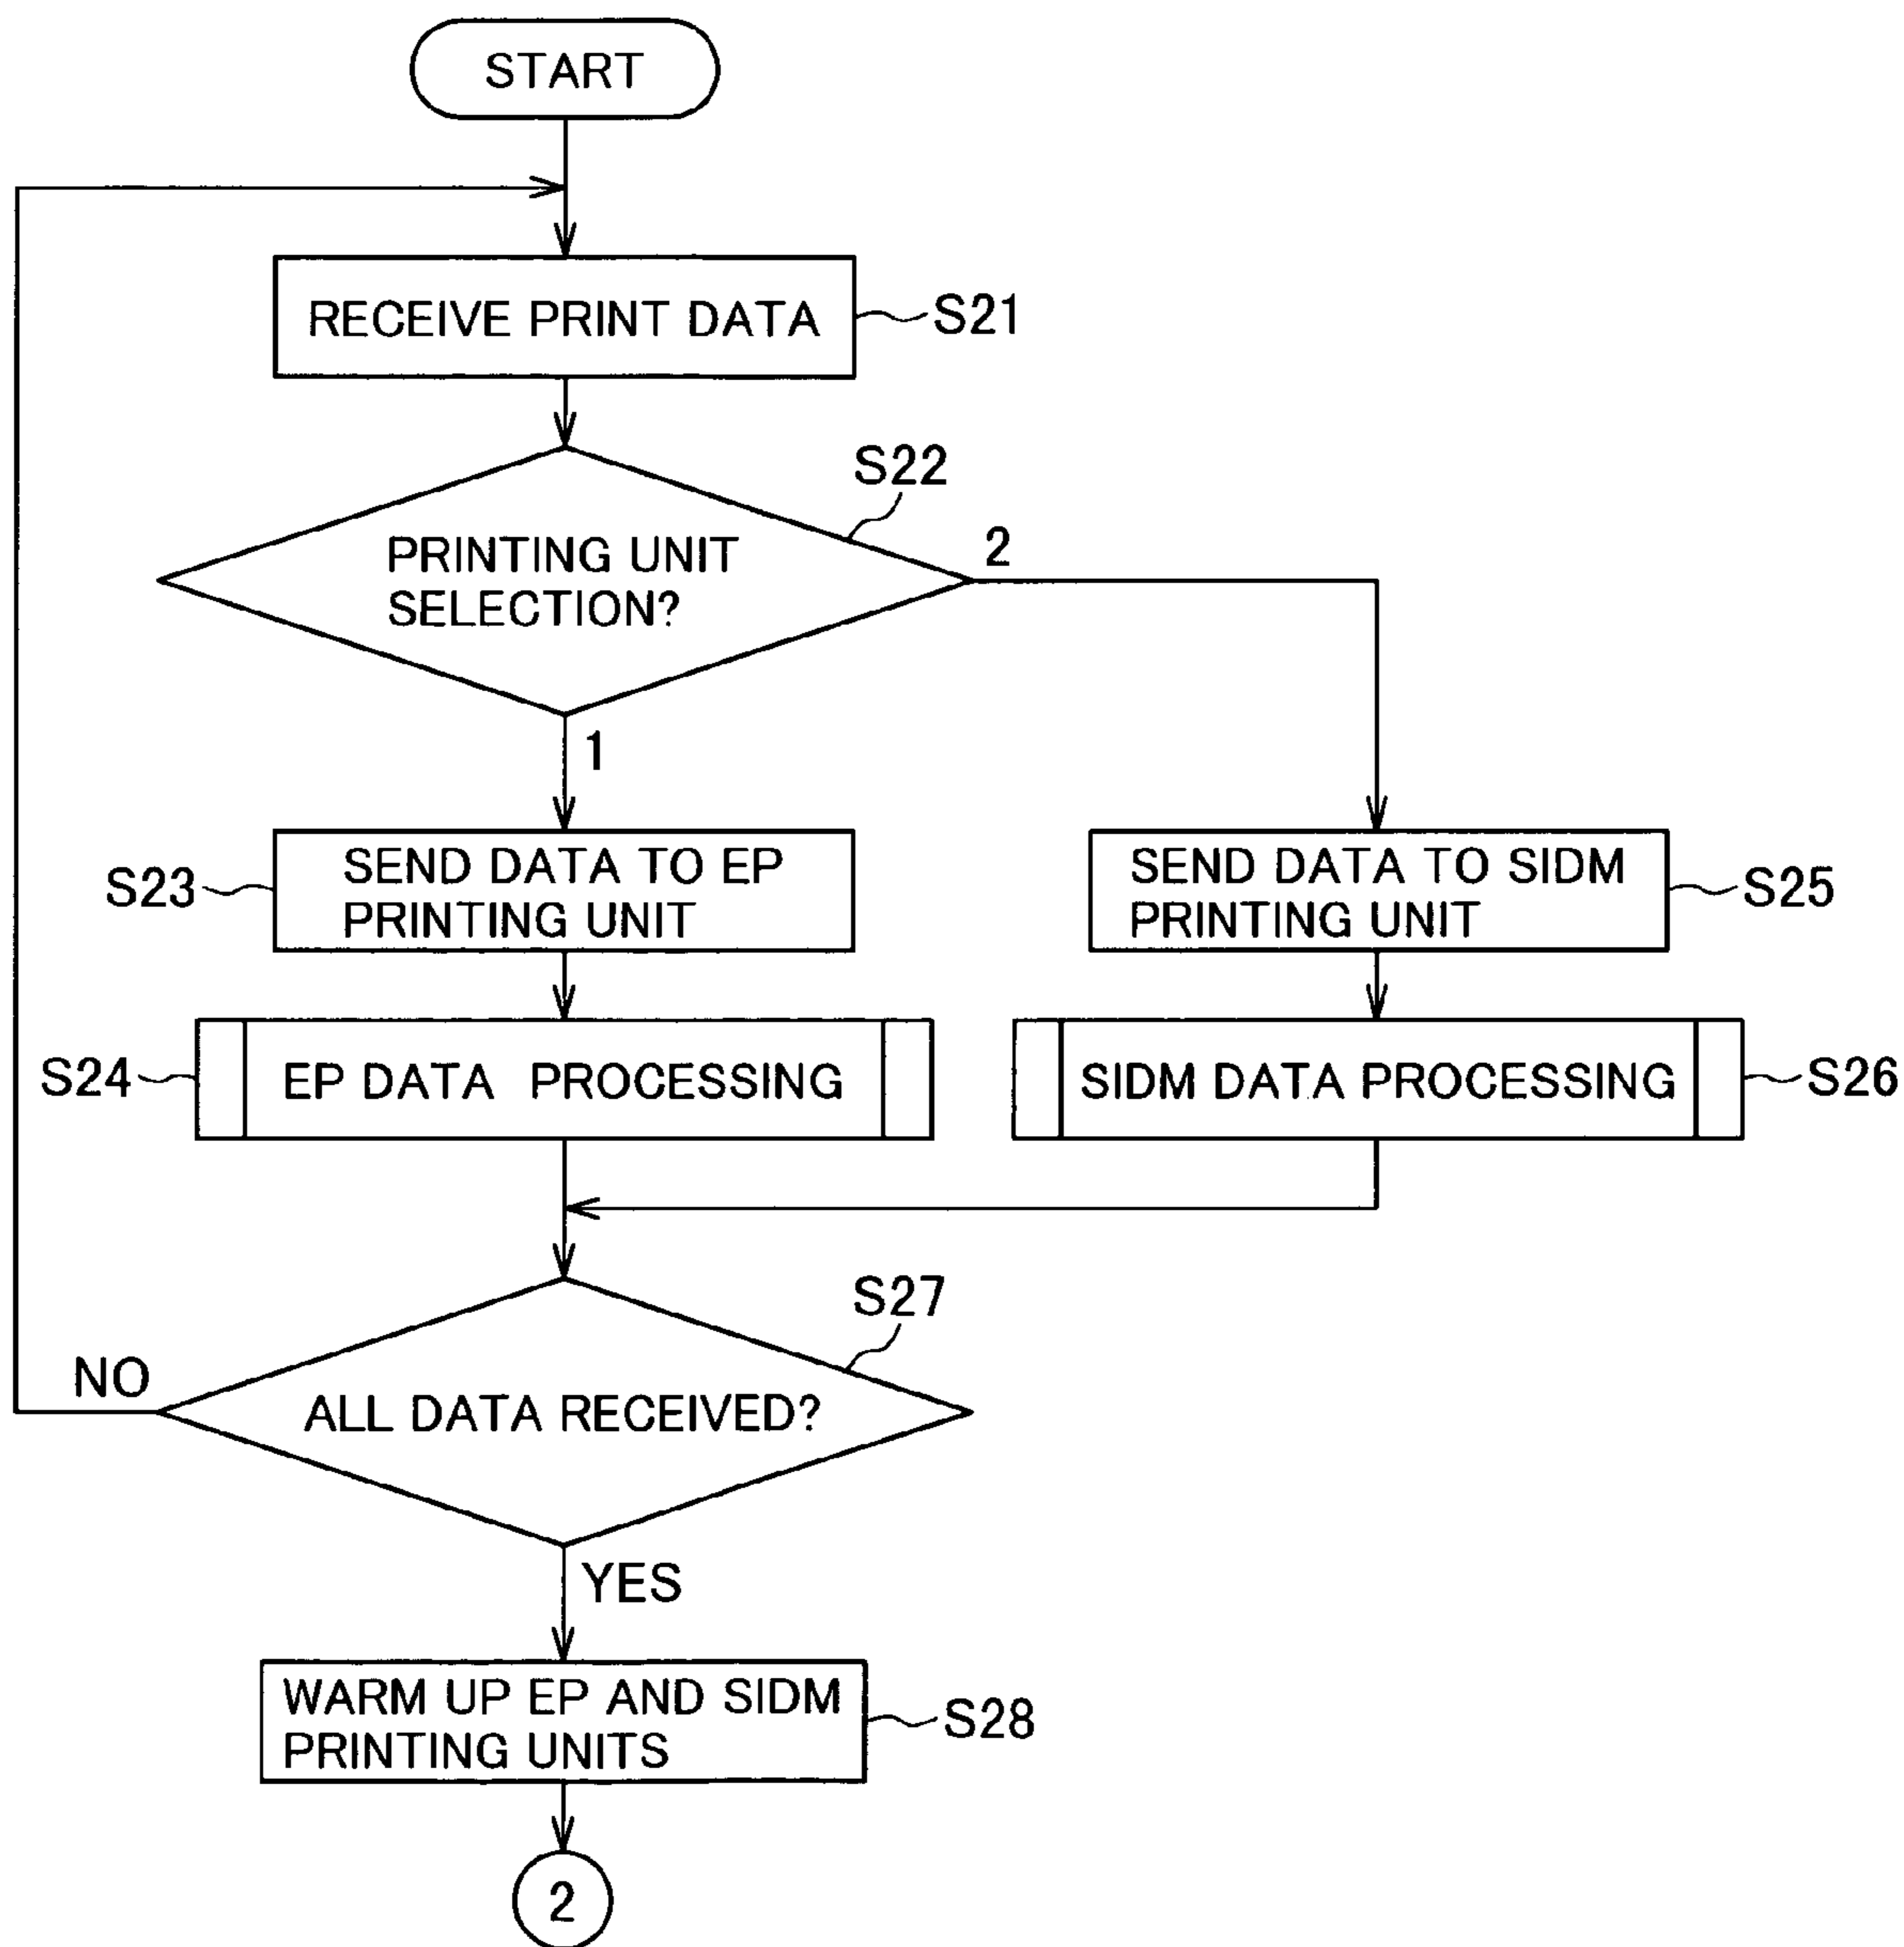 START
RECEIVE PRINT DATA
S21
S22
PRINTING UNIT
SELECTION?
2
1
S23
SEND DATA TO EP
PRINTING UNIT
SEND DATA TO SIDM
PRINTING UNIT
S25
S24
EP DATA PROCESSING
SIDM DATA PROCESSING
S26
S27
NO
ALL DATA RECEIVED?
YES
WARM UP EP AND SIDM
PRINTING UNITS
S28
2